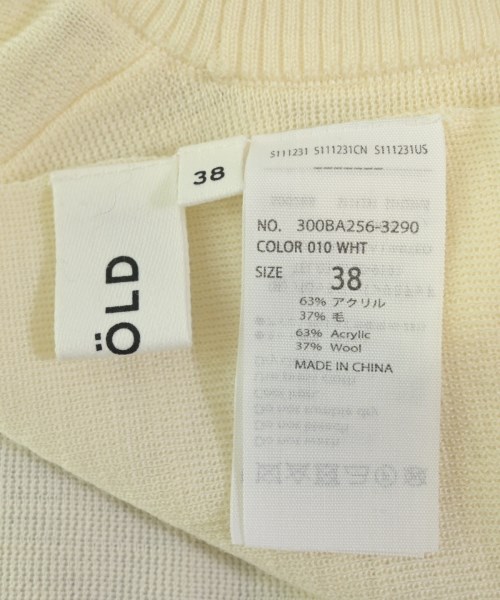 S111231 S111231CN S111231US
38
NO. 300BA256-3290
COLOR 010 WHT
SIZE 38
63% アクリル
37% 毛
63% Acrylic
37% Wool
MADE IN CHINA
ÖLD